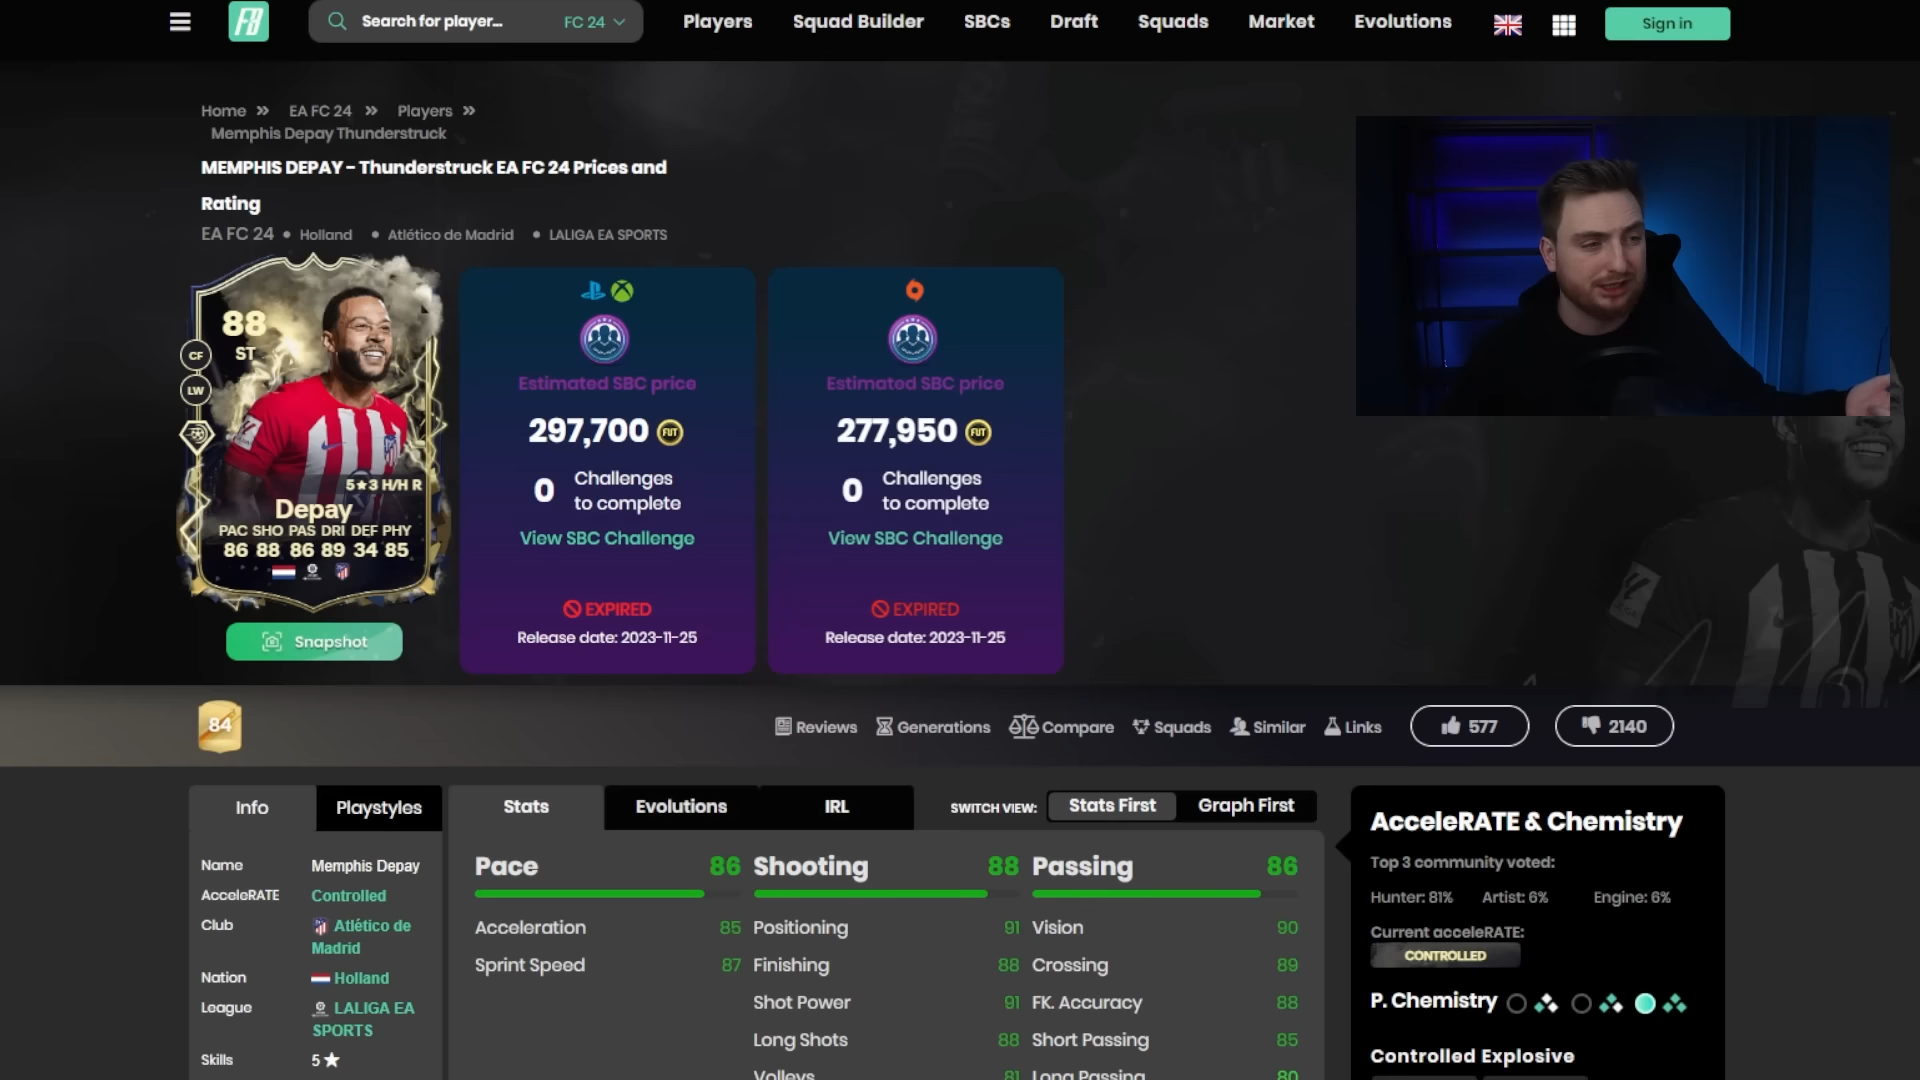 Search for player...
FC 24
Players
Squad Builder
SBCs
Draft
Squads
Market
Evolutions
Sign in
Home » EA FC 24 » Players »
Memphis Depay Thunderstruck
MEMPHIS DEPAY - Thunderstruck EA FC 24 Prices and
Rating
EA FC 24 • Holland • Atlético de Madrid • LALIGA EA SPORTS
88
ST
CF
LW
5★3 H/H R
Depay
PAC SHO PAS DRI DEF PHY
86 88 86 89 34 85
Snapshot
Estimated SBC price
297,700 FUT
0 Challenges
to complete
View SBC Challenge
EXPIRED
Release date: 2023-11-25
Estimated SBC price
277,950 FUT
0 Challenges
to complete
View SBC Challenge
EXPIRED
Release date: 2023-11-25
84
Reviews
Generations
Compare
Squads
Similar
Links
577
2140
Info
Playstyles
Name Memphis Depay
AcceleRATE Controlled
Club Atlético de
Madrid
Nation Holland
League LALIGA EA
SPORTS
Skills 5★
Stats
Evolutions
IRL
SWITCH VIEW:
Stats First
Graph First
Pace 86
Acceleration 85
Sprint Speed 87
Shooting 88
Positioning 91
Finishing 88
Shot Power 91
Long Shots 88
Volleys 81
Passing 86
Vision 90
Crossing 89
FK. Accuracy 88
Short Passing 85
Long Passing 80
AcceleRATE & Chemistry
Top 3 community voted:
Hunter: 81% Artist: 6% Engine: 6%
Current acceleRATE:
CONTROLLED
P. Chemistry
Controlled Explosive